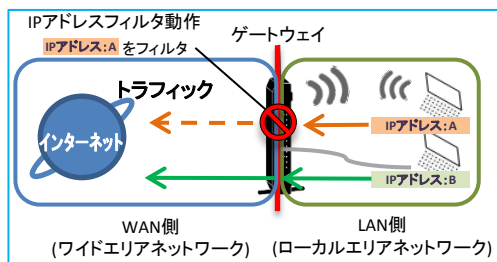 IPアドレスフィルタ動作
IPアドレス:A をフィルタ
ゲートウェイ
トラフィック
インターネット
IPアドレス:A
IPアドレス:B
WAN側
(ワイドエリアネットワーク)
LAN側
(ローカルエリアネットワーク)